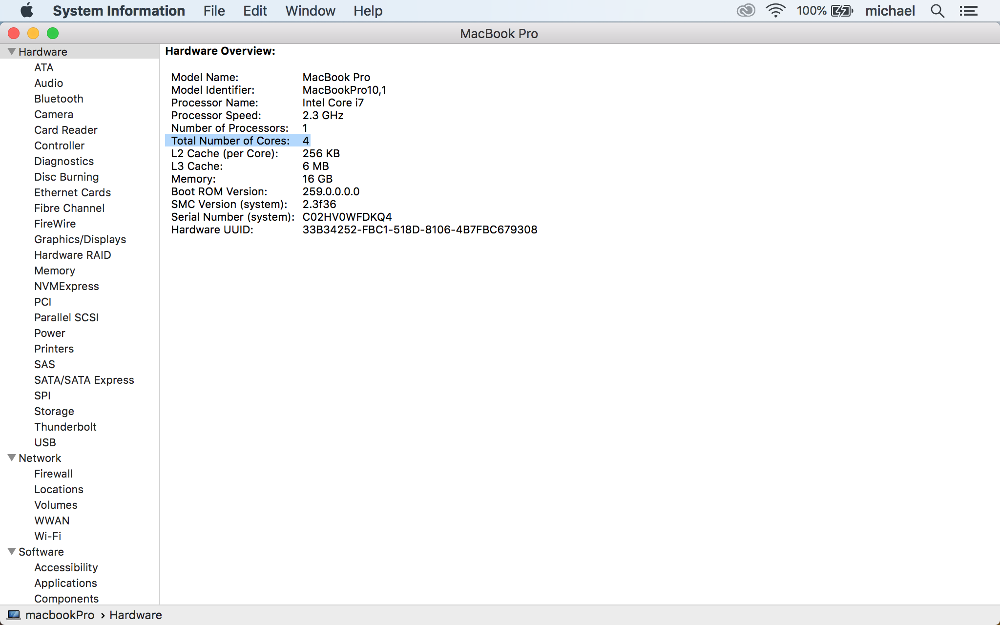 System Information File Edit Window Help 100% michael
MacBook Pro
Hardware
ATA
Audio
Bluetooth
Camera
Card Reader
Controller
Diagnostics
Disc Burning
Ethernet Cards
Fibre Channel
FireWire
Graphics/Displays
Hardware RAID
Memory
NVMExpress
PCI
Parallel SCSI
Power
Printers
SAS
SATA/SATA Express
SPI
Storage
Thunderbolt
USB
Network
Firewall
Locations
Volumes
WWAN
Wi-Fi
Software
Accessibility
Applications
Components
Hardware Overview:
Model Name: MacBook Pro
Model Identifier: MacBookPro10,1
Processor Name: Intel Core i7
Processor Speed: 2.3 GHz
Number of Processors: 1
Total Number of Cores: 4
L2 Cache (per Core): 256 KB
L3 Cache: 6 MB
Memory: 16 GB
Boot ROM Version: 259.0.0.0.0
SMC Version (system): 2.3f36
Serial Number (system): C02HV0WFDKQ4
Hardware UUID: 33B34252-FBC1-518D-8106-4B7FBC679308
macbookPro › Hardware